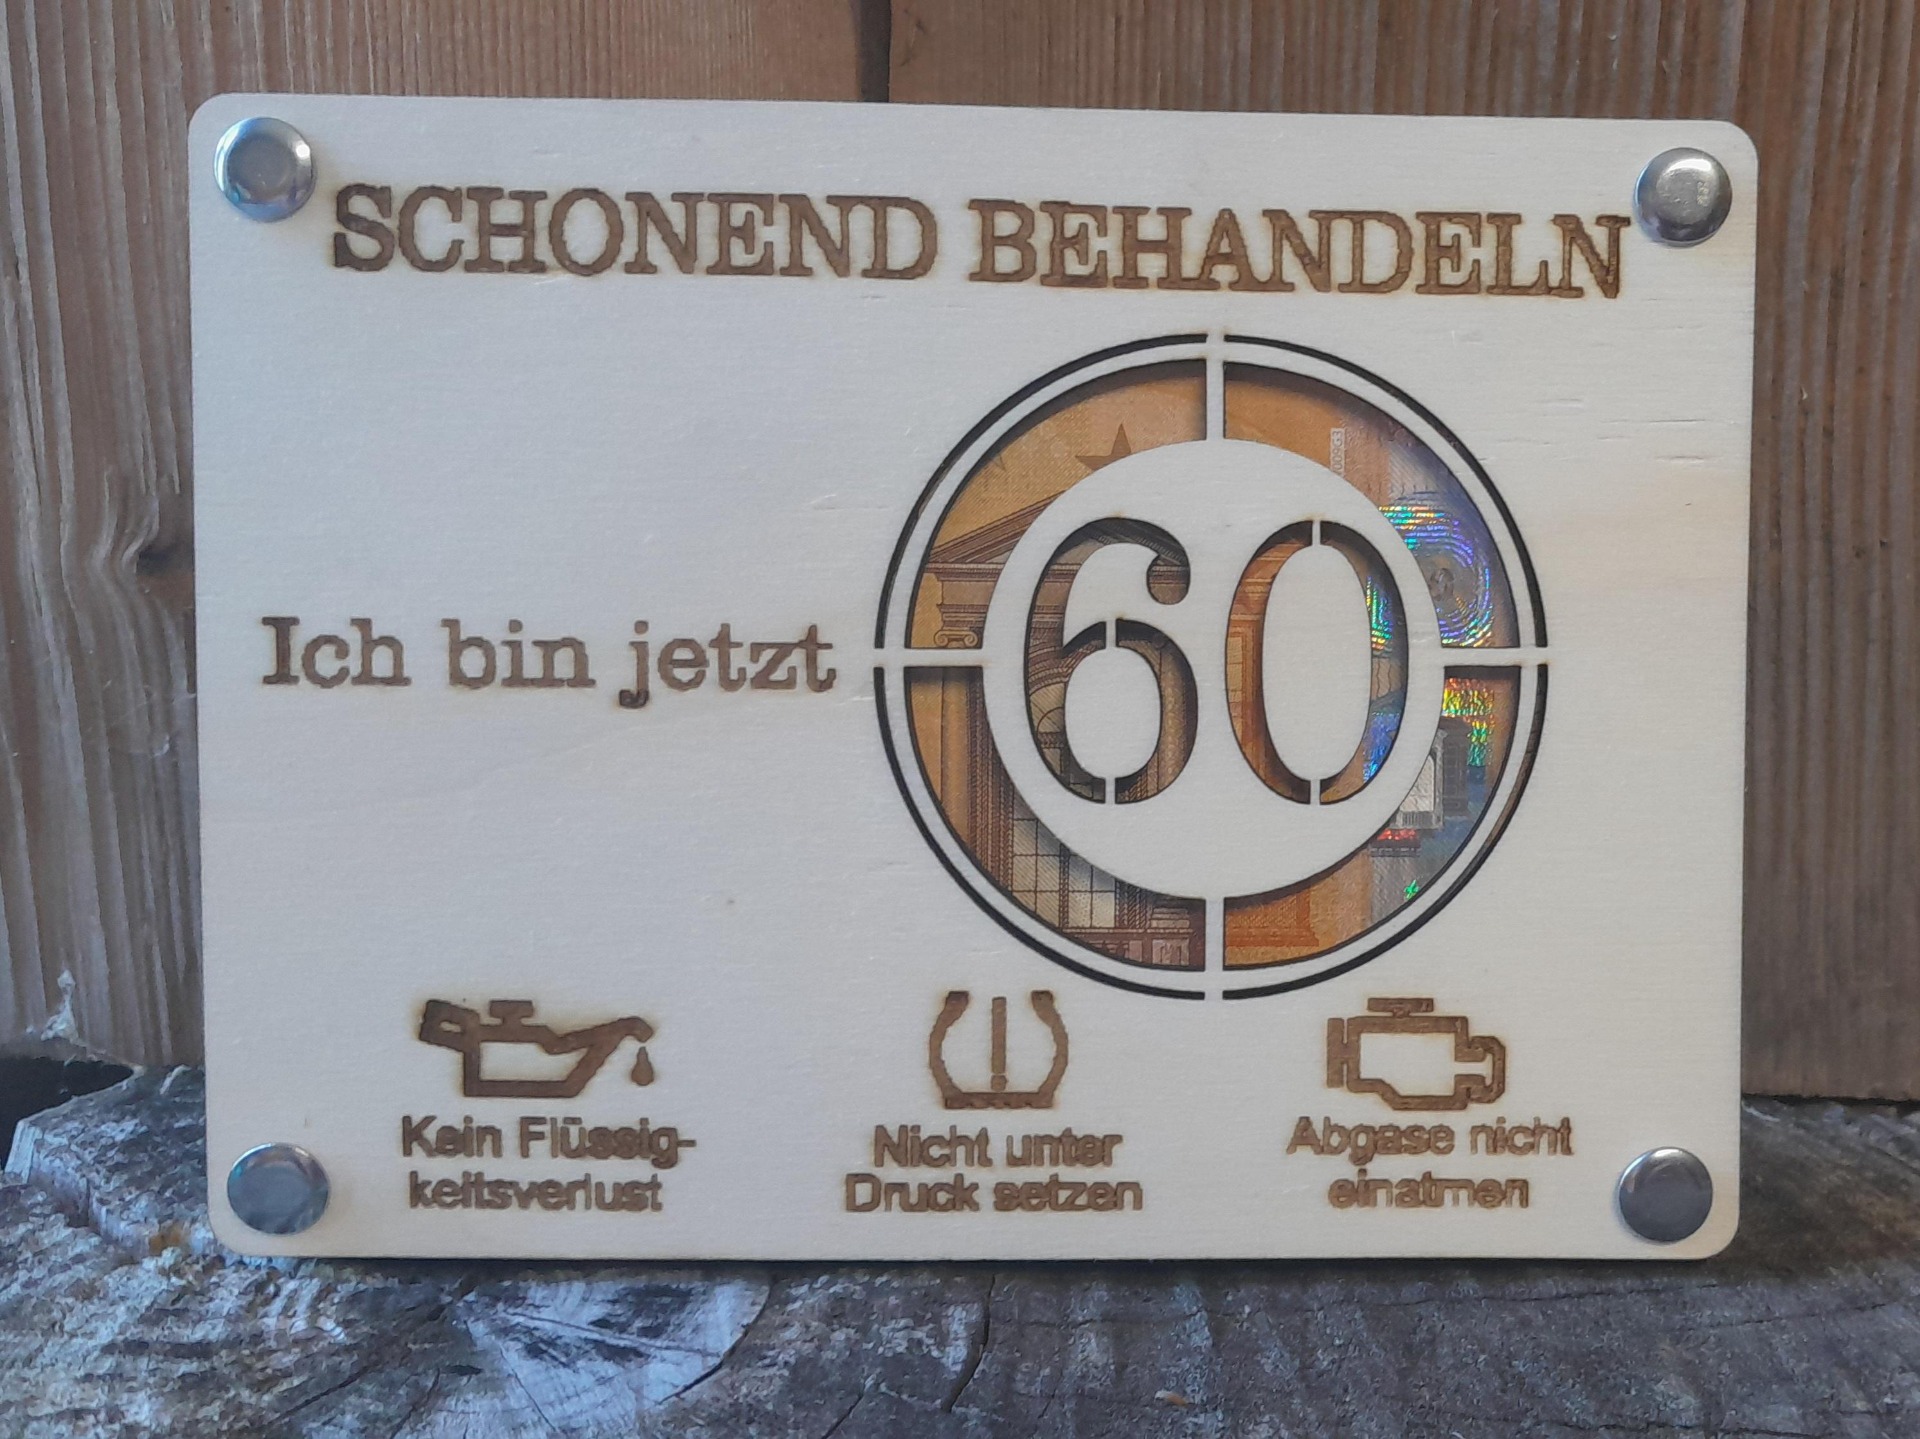 SCHONEND BEHANDELN
Ich bin jetzt
60
Kein Flüssig-
keitsverlust
Nicht unter
Druck setzen
Abgase nicht
einatmen